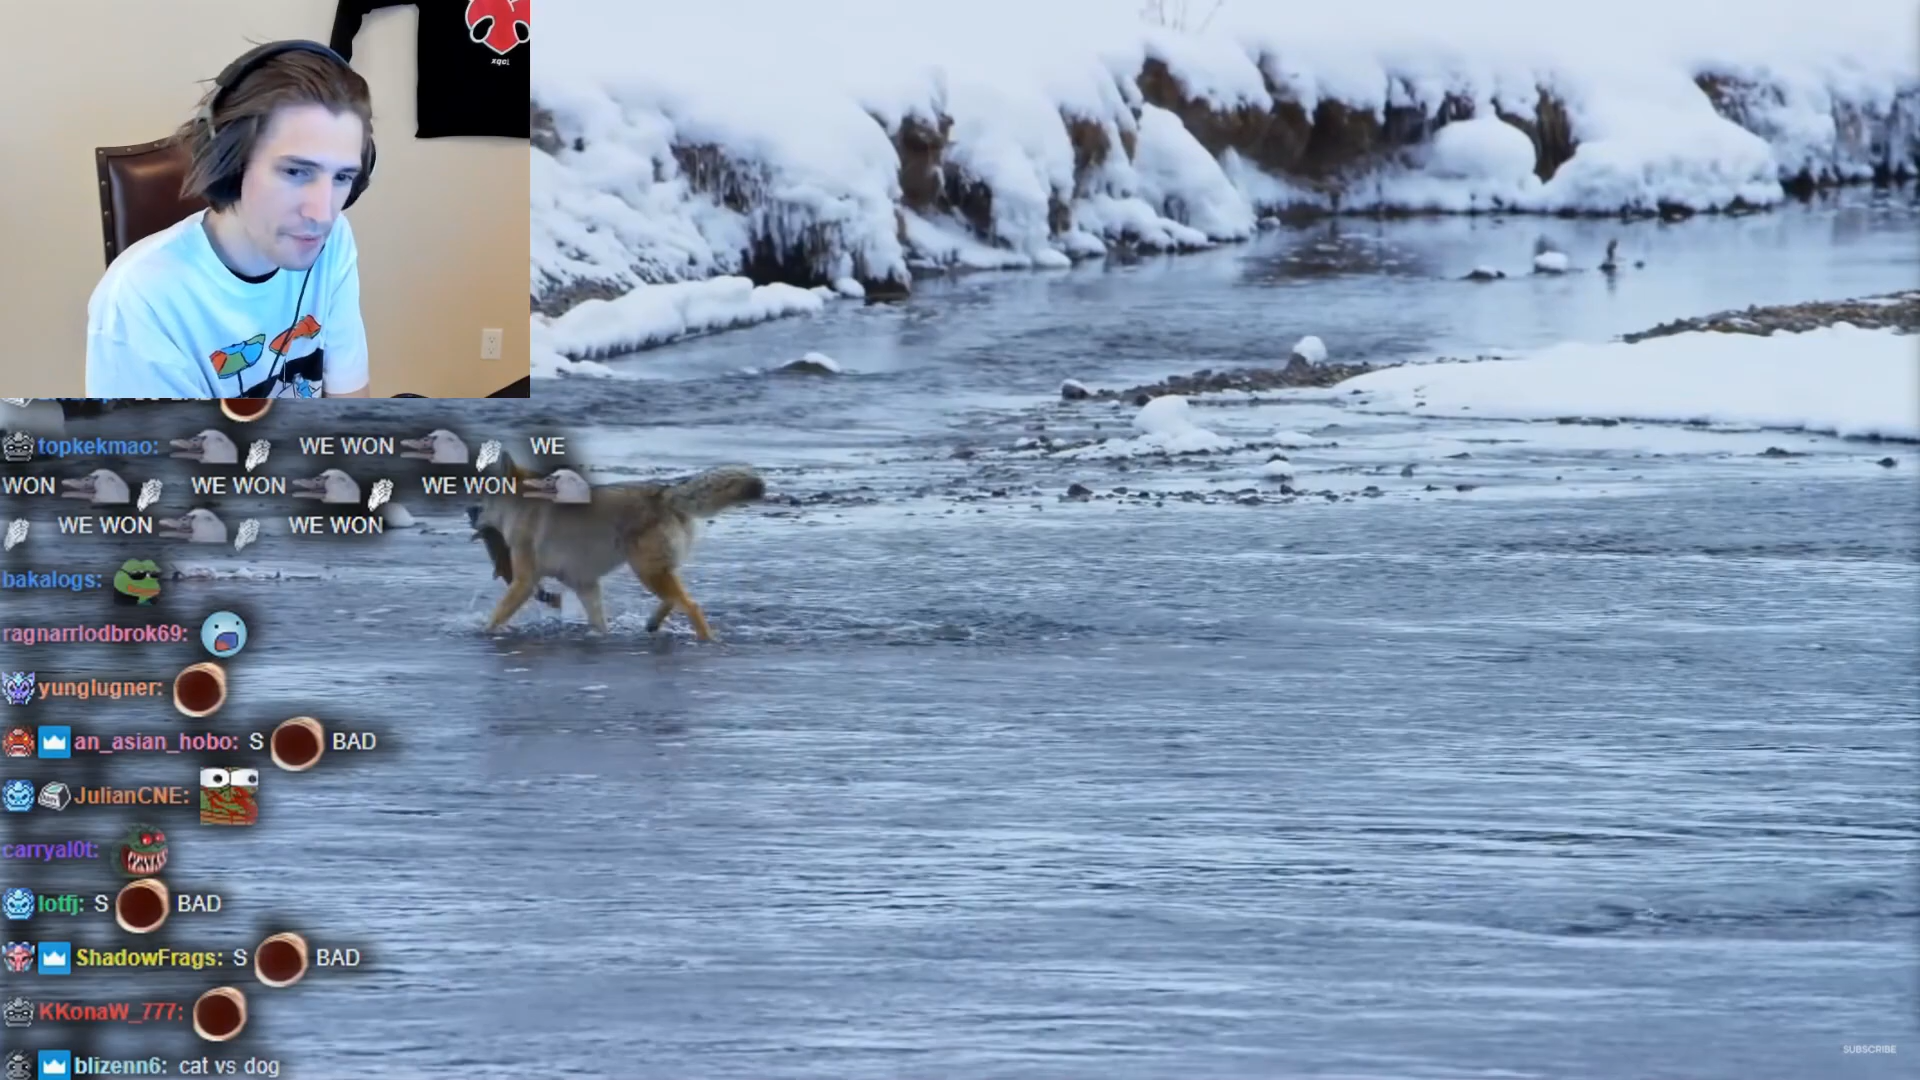 xqcL
topkekmao: WE WON WE
WON WE WON WE WON
WE WON WE WON
bakalogs:
ragnarrlodbrok69:
yunglugner:
an_asian_hobo: S BAD
JulianCNE:
carryal0t:
lotfj: S BAD
ShadowFrags: S BAD
KKonaW_777:
blizenn6: cat vs dog
SUBSCRIBE